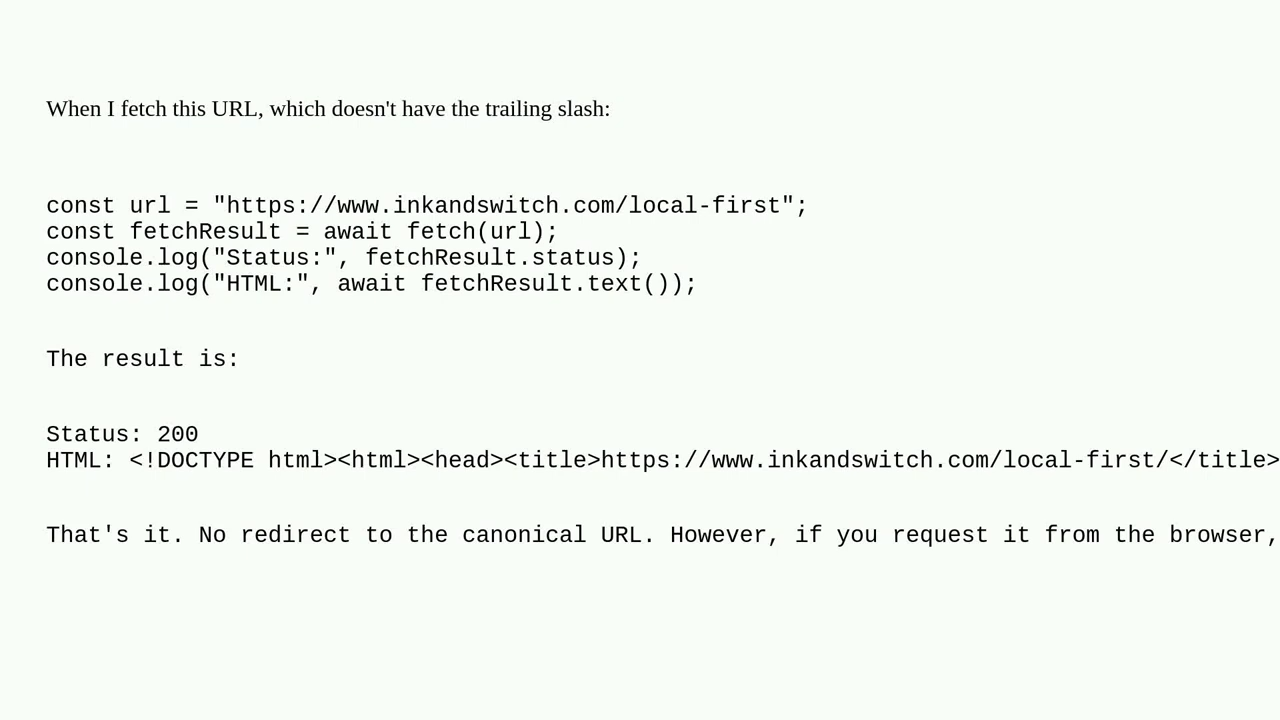 When I fetch this URL, which doesn't have the trailing slash:
const url = "https://www.inkandswitch.com/local-first";
const fetchResult = await fetch(url);
console.log("Status:", fetchResult.status);
console.log("HTML:", await fetchResult.text());
The result is:
Status: 200
HTML: <!DOCTYPE html><html><head><title>https://www.inkandswitch.com/local-first/</title>
That's it. No redirect to the canonical URL. However, if you request it from the browser,